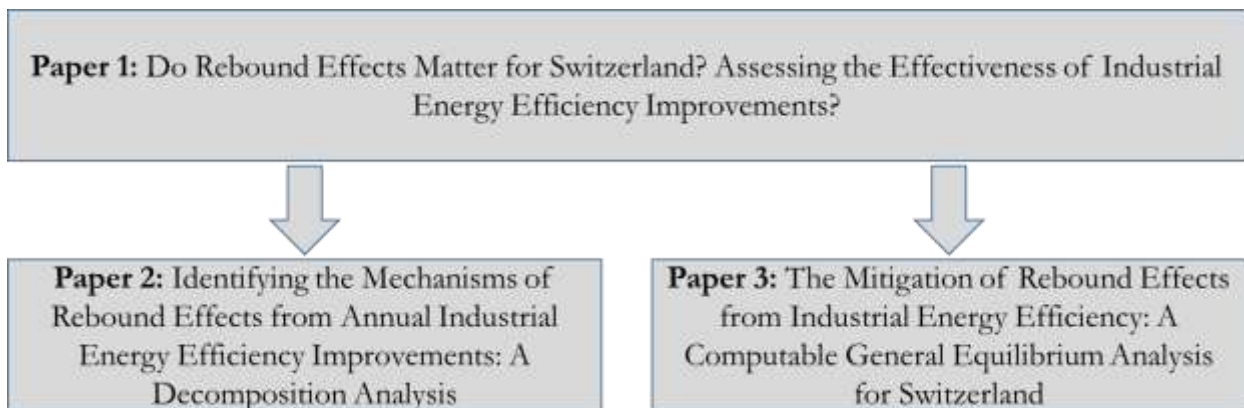 Paper 1: Do Rebound Effects Matter for Switzerland? Assessing the Effectiveness of Industrial
Energy Efficiency Improvements?
Paper 2: Identifying the Mechanisms of
Rebound Effects from Annual Industrial
Energy Efficiency Improvements: A
Decomposition Analysis
Paper 3: The Mitigation of Rebound Effects
from Industrial Energy Efficiency: A
Computable General Equilibrium Analysis
for Switzerland